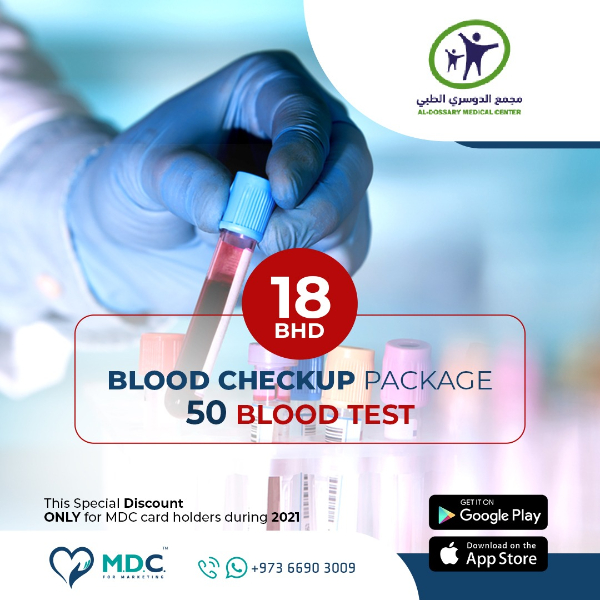 مجمع الدوسري الطبي
AL-DOSSARY MEDICAL CENTER
18
BHD
BLOOD CHECKUP PACKAGE
50 BLOOD TEST
This Special Discount
ONLY for MDC card holders during 2021
M.D.C.™
FOR MARKETING
+973 6690 3009
GET IT ON
Google Play
Download on the
App Store